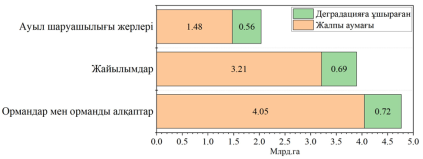 Деградацияға ұшыраған
Жалпы аумағы
Ауыл шаруашылығы жерлері
1.48
0.56
Жайылымдар
3.21
0.69
Ормандар мен орманды алқаптар
4.05
0.72
0.0 0.5 1.0 1.5 2.0 2.5 3.0 3.5 4.0 4.5 5.0
Млрд.га